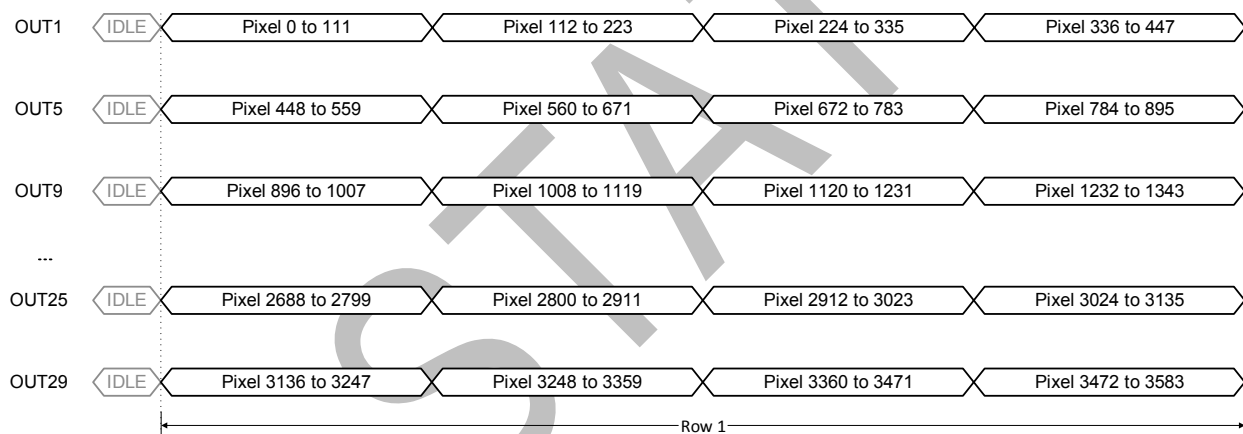 OUT1 IDLE Pixel 0 to 111 Pixel 112 to 223 Pixel 224 to 335 Pixel 336 to 447
OUT5 IDLE Pixel 448 to 559 Pixel 560 to 671 Pixel 672 to 783 Pixel 784 to 895
OUT9 IDLE Pixel 896 to 1007 Pixel 1008 to 1119 Pixel 1120 to 1231 Pixel 1232 to 1343
---
OUT25 IDLE Pixel 2688 to 2799 Pixel 2800 to 2911 Pixel 2912 to 3023 Pixel 3024 to 3135
OUT29 IDLE Pixel 3136 to 3247 Pixel 3248 to 3359 Pixel 3360 to 3471 Pixel 3472 to 3583
Row 1